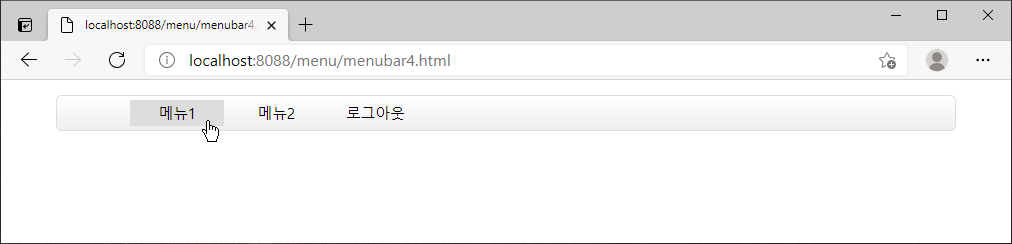 localhost:8088/menu/menubar4.
localhost:8088/menu/menubar4.html
메뉴1 메뉴2 로그아웃